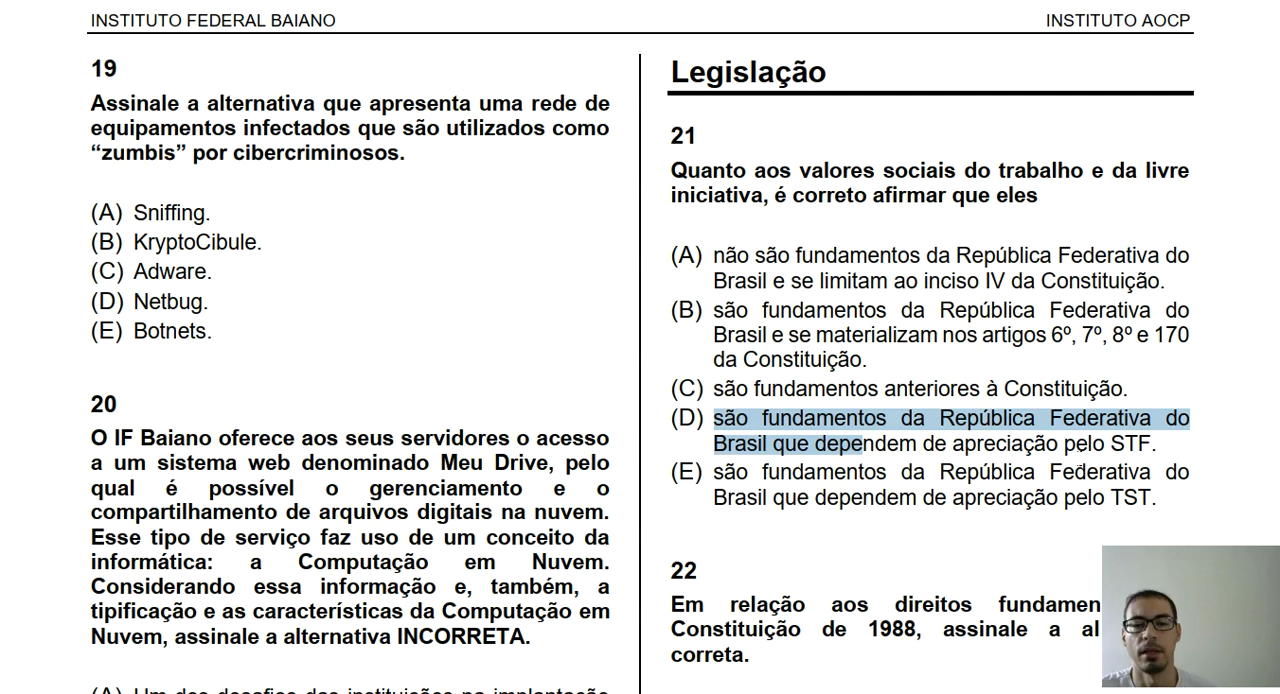 INSTITUTO FEDERAL BAIANO
INSTITUTO AOCP
19
Assinale a alternativa que apresenta uma rede de
equipamentos infectados que são utilizados como
“zumbis” por cibercriminosos.
(A) Sniffing.
(B) KryptoCibule.
(C) Adware.
(D) Netbug.
(E) Botnets.
20
O IF Baiano oferece aos seus servidores o acesso
a um sistema web denominado Meu Drive, pelo
qual é possível o gerenciamento e o
compartilhamento de arquivos digitais na nuvem.
Esse tipo de serviço faz uso de um conceito da
informática: a Computação em Nuvem.
Considerando essa informação e, também, a
tipificação e as características da Computação em
Nuvem, assinale a alternativa INCORRETA.
(A) Um dos desafios das instituições na implantação
Legislação
21
Quanto aos valores sociais do trabalho e da livre
iniciativa, é correto afirmar que eles
(A) não são fundamentos da República Federativa do
Brasil e se limitam ao inciso IV da Constituição.
(B) são fundamentos da República Federativa do
Brasil e se materializam nos artigos 6º, 7º, 8º e 170
da Constituição.
(C) são fundamentos anteriores à Constituição.
(D) são fundamentos da República Federativa do
Brasil que dependem de apreciação pelo STF.
(E) são fundamentos da República Federativa do
Brasil que dependem de apreciação pelo TST.
22
Em relação aos direitos fundamen
Constituição de 1988, assinale a al
correta.